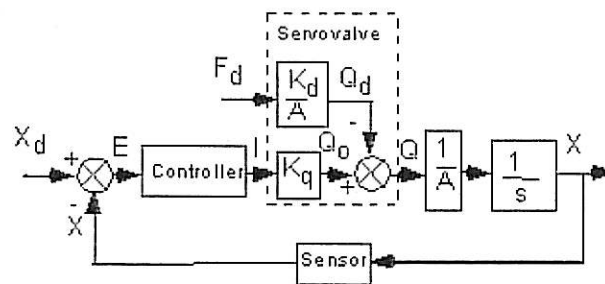 Servovalve
F_d
K_d
A
Q_d
X_d
+
E
Controller
I
K_q
Q_o
-
+
Q
1
A
1
s
X
-
X
Sensor